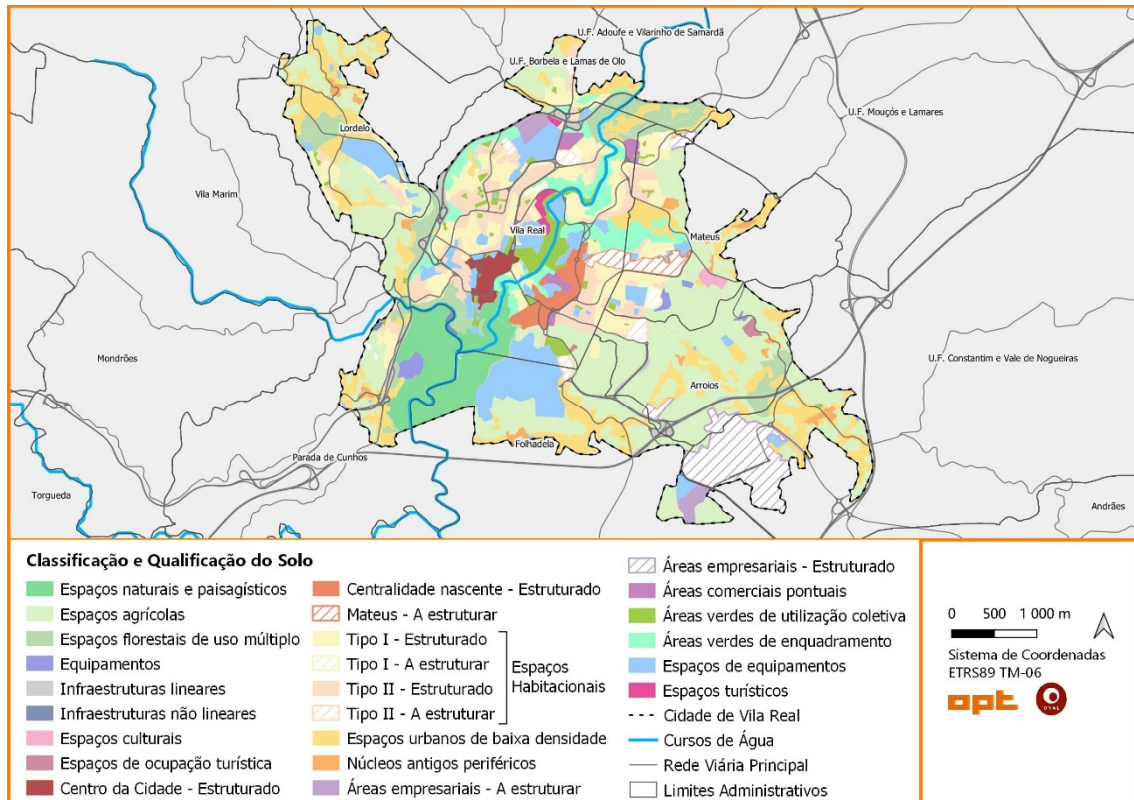 U.F. Adoufe e Vilarinho de Samardã
U.F. Borbela e Lamas de Olo
U.F. Mouçós e Lamares
Lordelo
Vila Marim
Vila Real
Mateus
Mondrões
U.F. Constantim e Vale de Nogueiras
Arroios
Folhadela
Parada de Cunhos
Torgueda
Andrães
Classificação e Qualificação do Solo
Espaços naturais e paisagísticos
Espaços agrícolas
Espaços florestais de uso múltiplo
Equipamentos
Infraestruturas lineares
Infraestruturas não lineares
Espaços culturais
Espaços de ocupação turística
Centro da Cidade - Estruturado
Centralidade nascente - Estruturado
Mateus - A estruturar
Tipo I - Estruturado
Tipo I - A estruturar
Tipo II - Estruturado
Tipo II - A estruturar
Espaços
Habitacionais
Espaços urbanos de baixa densidade
Núcleos antigos periféricos
Áreas empresariais - A estruturar
Áreas empresariais - Estruturado
Áreas comerciais pontuais
Áreas verdes de utilização coletiva
Áreas verdes de enquadramento
Espaços de equipamentos
Espaços turísticos
Cidade de Vila Real
Cursos de Água
Rede Viária Principal
Limites Administrativos
0 500 1 000 m
Sistema de Coordenadas
ETRS89 TM-06
opt